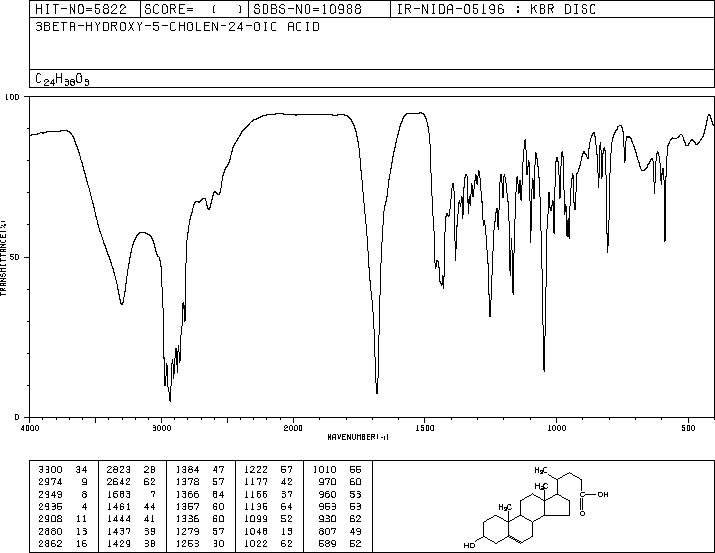 HIT-NO=5822 SCORE= ( ) SDBS-NO=10988 IR-NIDA-05196 : KBR DISC
3BETA-HYDROXY-5-CHOLEN-24-OIC ACID
C24H38O3
100
50
0
TRANSMITTANCE(%)
4000 3000 2000 1500 1000 500
WAVENUMBER(-1)
3300 34 2823 28 1384 47 1222 57 1010 55
2974 9 2642 62 1378 57 1177 42 970 60
2949 8 1683 7 1366 64 1166 37 960 53
2935 4 1461 44 1357 60 1136 64 953 53
2908 11 1444 41 1336 60 1099 52 930 62
2880 13 1437 39 1279 57 1048 13 807 49
2862 16 1429 38 1253 30 1022 62 589 52
H3C
H3C
H3C
OH
O
HO